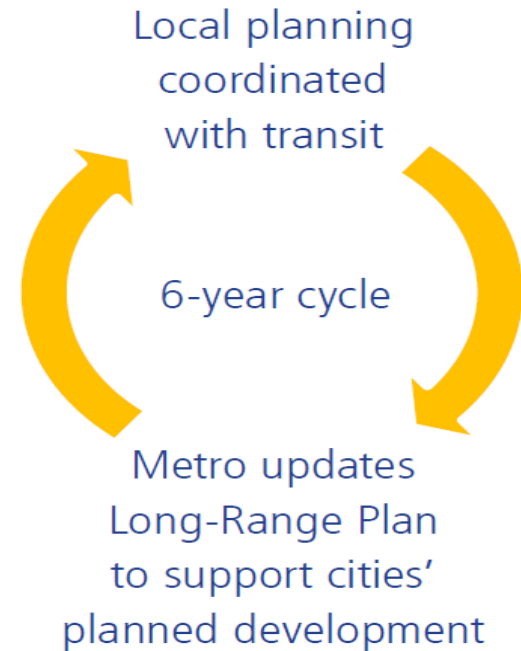 Local planning
coordinated
with transit
6-year cycle
Metro updates
Long-Range Plan
to support cities’
planned development